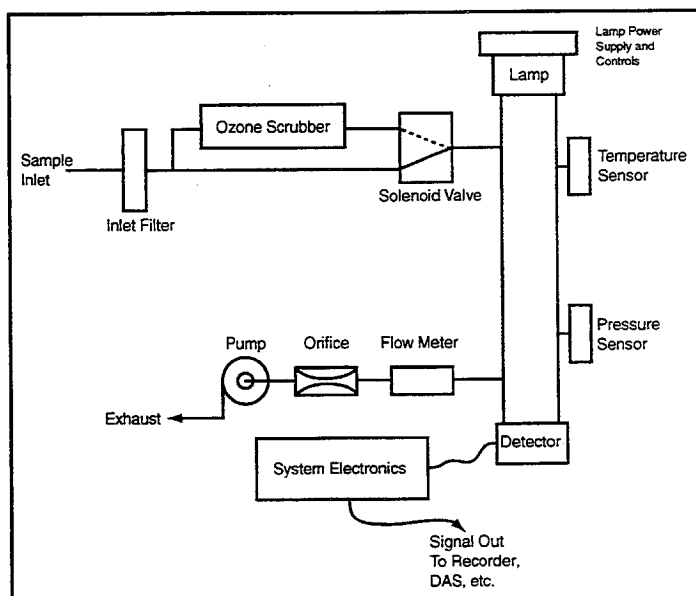 Lamp Power
Supply and
Controls
Lamp
Ozone Scrubber
Sample
Inlet
Solenoid Valve
Temperature
Sensor
Inlet Filter
Pump
Orifice
Flow Meter
Pressure
Sensor
Exhaust
Detector
System Electronics
Signal Out
To Recorder,
DAS, etc.